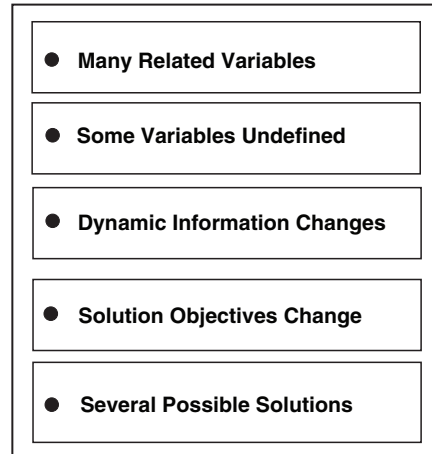 ● Many Related Variables
● Some Variables Undefined
● Dynamic Information Changes
● Solution Objectives Change
● Several Possible Solutions